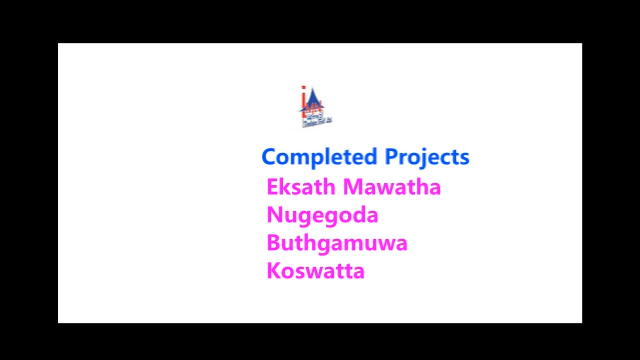 Completed Projects
Eksath Mawatha
Nugegoda
Buthgamuwa
Koswatta